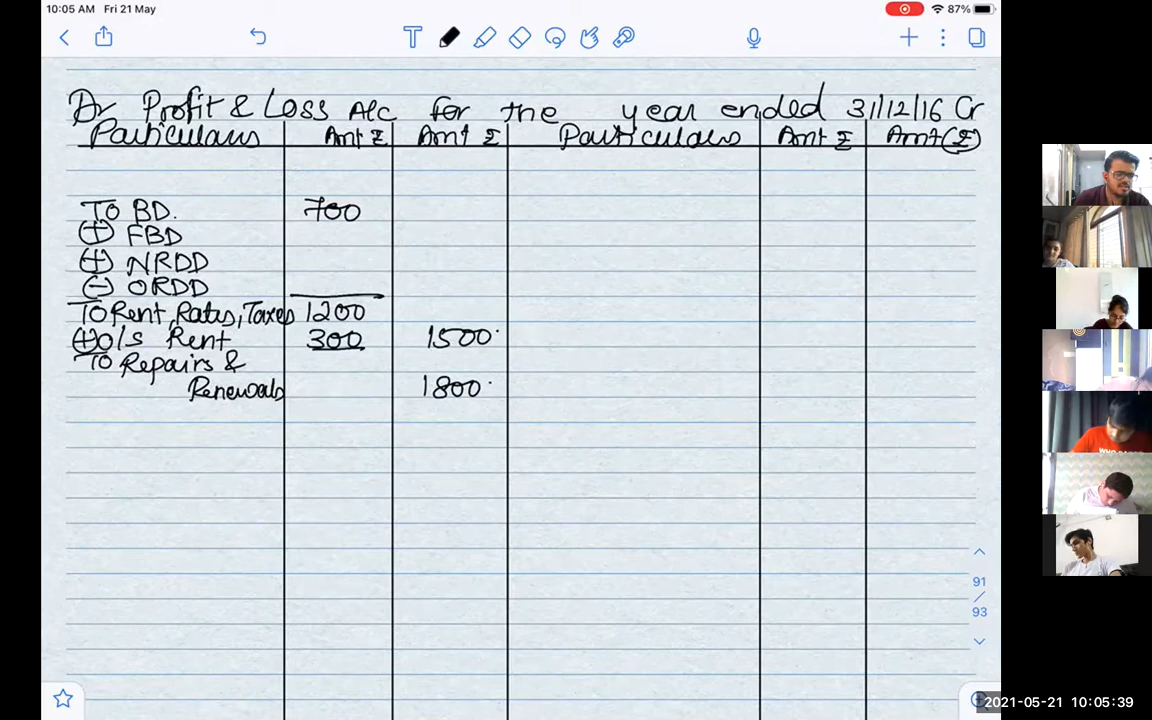 10:05 AM Fri 21 May
87%
Dr Profit & Loss A/c for the year ended 31/12/16 Cr
Particulars Amt ₹ Amt ₹ Particulars Amt ₹ Amt (₹)
To BD. 700
(+) FBD
(+) NRDD
(-) ORDD
To Rent, Rates, Taxes 1200
(+) o/s Rent 300 1500
To Repairs &
Renewals 1800
91
/
93
2021-05-21 10:05:39